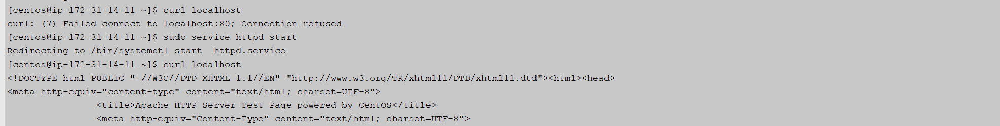 [centos@ip-172-31-14-11 ~]$ curl localhost
curl: (7) Failed connect to localhost:80; Connection refused
[centos@ip-172-31-14-11 ~]$ sudo service httpd start
Redirecting to /bin/systemctl start  httpd.service
[centos@ip-172-31-14-11 ~]$ curl localhost
<!DOCTYPE html PUBLIC "-//W3C//DTD XHTML 1.1//EN" "http://www.w3.org/TR/xhtml11/DTD/xhtml11.dtd"><html><head>
<meta http-equiv="content-type" content="text/html; charset=UTF-8">
                <title>Apache HTTP Server Test Page powered by CentOS</title>
                <meta http-equiv="Content-Type" content="text/html; charset=UTF-8">